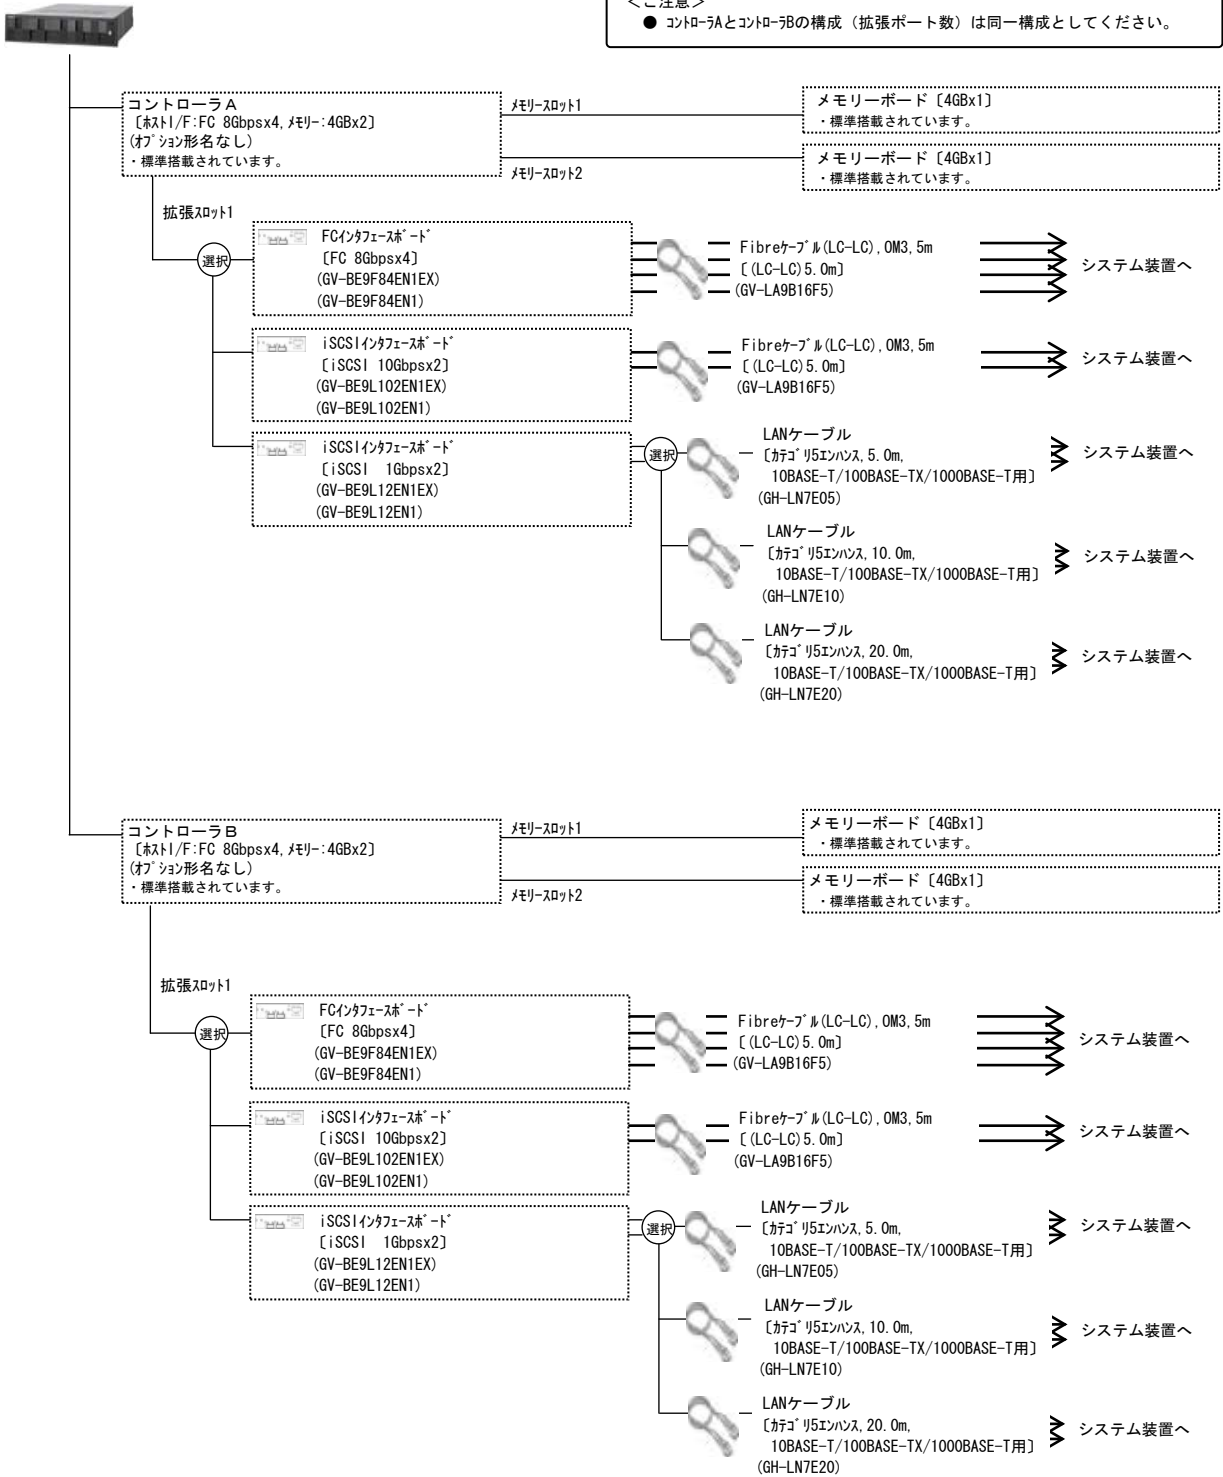 ＜ご注意＞
● ｺﾝﾄﾛｰﾗAとｺﾝﾄﾛｰﾗBの構成（拡張ポート数）は同一構成としてください。
コントローラA
〔ﾎｽﾄI/F:FC 8Gbpsx4,ﾒﾓﾘｰ:4GBx2〕
(ｵﾌﾟｼｮﾝ形名なし)
・標準搭載されています。
ﾒﾓﾘｰｽﾛｯﾄ1
メモリーボード〔4GBx1〕
・標準搭載されています。
ﾒﾓﾘｰｽﾛｯﾄ2
メモリーボード〔4GBx1〕
・標準搭載されています。
拡張ｽﾛｯﾄ1
選択
FCｲﾝﾀﾌｪｰｽﾎﾞｰﾄﾞ
〔FC 8Gbpsx4〕
(GV-BE9F84EN1EX)
(GV-BE9F84EN1)
Fibreｹｰﾌﾞﾙ(LC-LC),OM3,5m
〔(LC-LC)5.0m〕
(GV-LA9B16F5)
システム装置へ
iSCSIｲﾝﾀﾌｪｰｽﾎﾞｰﾄﾞ
〔iSCSI 10Gbpsx2〕
(GV-BE9L102EN1EX)
(GV-BE9L102EN1)
Fibreｹｰﾌﾞﾙ(LC-LC),OM3,5m
〔(LC-LC)5.0m〕
(GV-LA9B16F5)
システム装置へ
iSCSIｲﾝﾀﾌｪｰｽﾎﾞｰﾄﾞ
〔iSCSI 1Gbpsx2〕
(GV-BE9L12EN1EX)
(GV-BE9L12EN1)
選択
LANケーブル
〔ｶﾃｺﾞﾘ5ｴﾝﾊﾝｽ,5.0m,
10BASE-T/100BASE-TX/1000BASE-T用〕
(GH-LN7E05)
システム装置へ
LANケーブル
〔ｶﾃｺﾞﾘ5ｴﾝﾊﾝｽ,10.0m,
10BASE-T/100BASE-TX/1000BASE-T用〕
(GH-LN7E10)
システム装置へ
LANケーブル
〔ｶﾃｺﾞﾘ5ｴﾝﾊﾝｽ,20.0m,
10BASE-T/100BASE-TX/1000BASE-T用〕
(GH-LN7E20)
システム装置へ
コントローラB
〔ﾎｽﾄI/F:FC 8Gbpsx4,ﾒﾓﾘｰ:4GBx2〕
(ｵﾌﾟｼｮﾝ形名なし)
・標準搭載されています。
ﾒﾓﾘｰｽﾛｯﾄ1
メモリーボード〔4GBx1〕
・標準搭載されています。
ﾒﾓﾘｰｽﾛｯﾄ2
メモリーボード〔4GBx1〕
・標準搭載されています。
拡張ｽﾛｯﾄ1
選択
FCｲﾝﾀﾌｪｰｽﾎﾞｰﾄﾞ
〔FC 8Gbpsx4〕
(GV-BE9F84EN1EX)
(GV-BE9F84EN1)
Fibreｹｰﾌﾞﾙ(LC-LC),OM3,5m
〔(LC-LC)5.0m〕
(GV-LA9B16F5)
システム装置へ
iSCSIｲﾝﾀﾌｪｰｽﾎﾞｰﾄﾞ
〔iSCSI 10Gbpsx2〕
(GV-BE9L102EN1EX)
(GV-BE9L102EN1)
Fibreｹｰﾌﾞﾙ(LC-LC),OM3,5m
〔(LC-LC)5.0m〕
(GV-LA9B16F5)
システム装置へ
iSCSIｲﾝﾀﾌｪｰｽﾎﾞｰﾄﾞ
〔iSCSI 1Gbpsx2〕
(GV-BE9L12EN1EX)
(GV-BE9L12EN1)
選択
LANケーブル
〔ｶﾃｺﾞﾘ5ｴﾝﾊﾝｽ,5.0m,
10BASE-T/100BASE-TX/1000BASE-T用〕
(GH-LN7E05)
システム装置へ
LANケーブル
〔ｶﾃｺﾞﾘ5ｴﾝﾊﾝｽ,10.0m,
10BASE-T/100BASE-TX/1000BASE-T用〕
(GH-LN7E10)
システム装置へ
LANケーブル
〔ｶﾃｺﾞﾘ5ｴﾝﾊﾝｽ,20.0m,
10BASE-T/100BASE-TX/1000BASE-T用〕
(GH-LN7E20)
システム装置へ